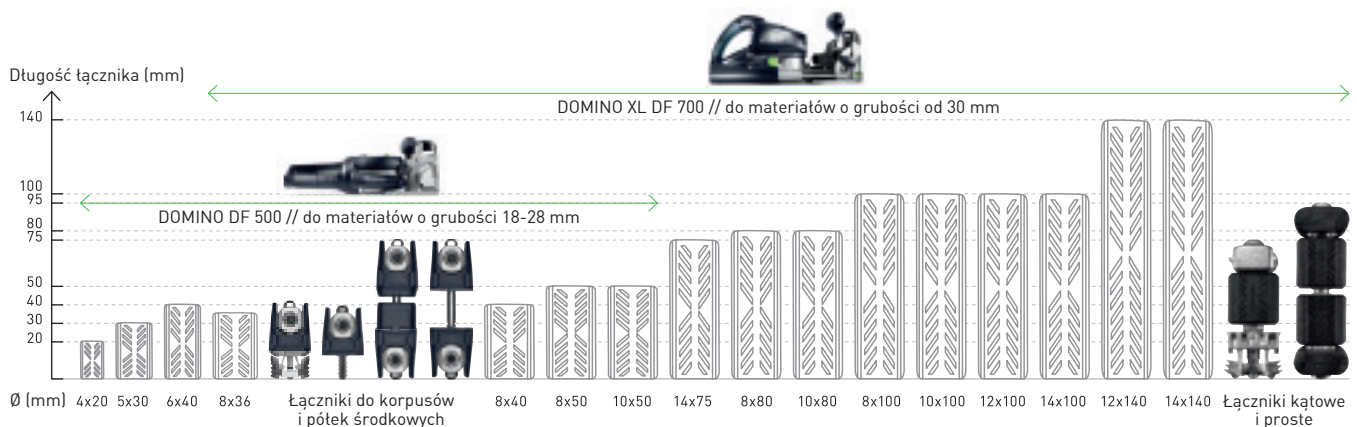 Długość łącznika (mm)
DOMINO XL DF 700 // do materiałów o grubości od 30 mm
140
DOMINO DF 500 // do materiałów o grubości 18-28 mm
100
95
80
75
50
40
30
20
Ø (mm) 4x20 5x30 6x40 8x36 Łączniki do korpusów 8x40 8x50 10x50 14x75 8x80 10x80 8x100 10x100 12x100 14x100 12x140 14x140 Łączniki kątowe
i półek środkowych i proste